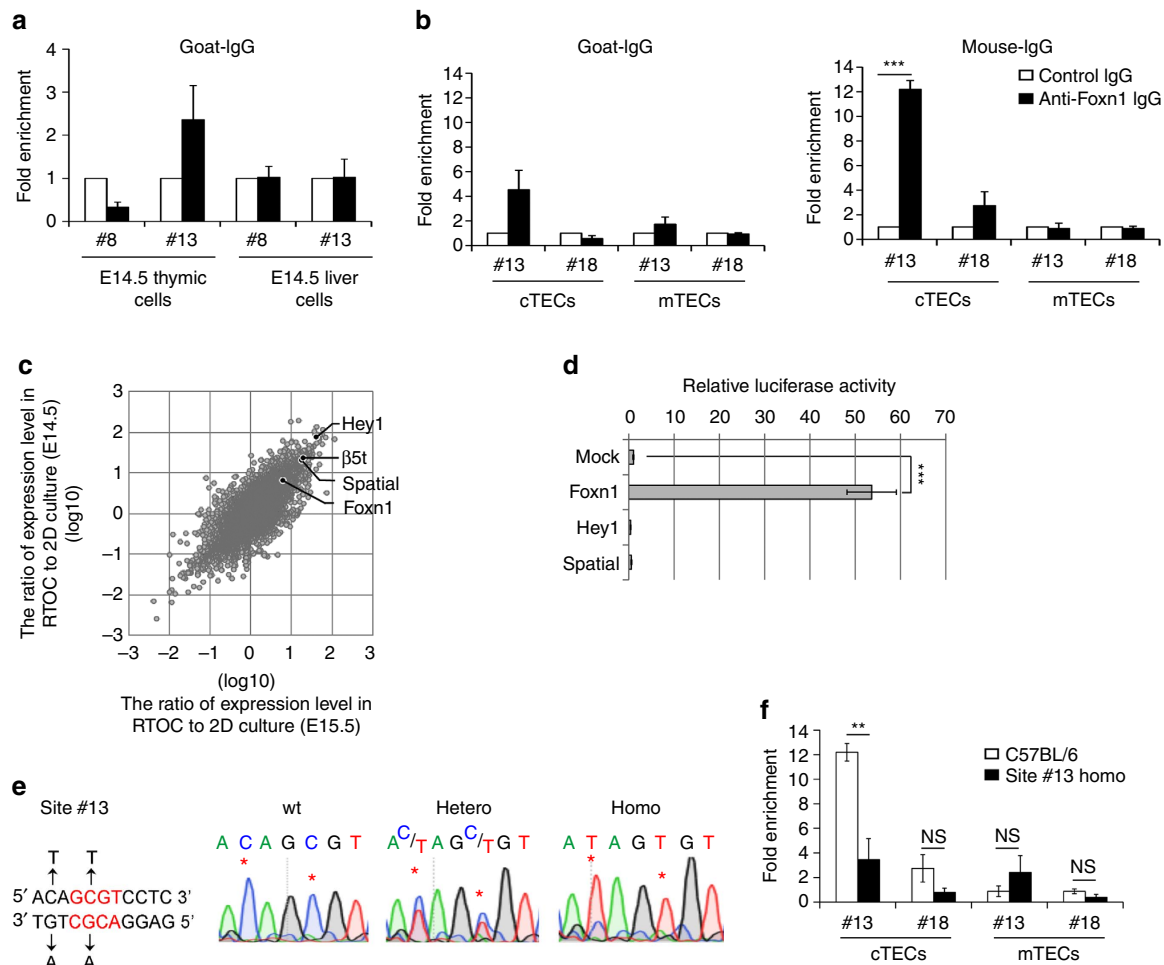 a
Goat-IgG
Fold enrichment
4
3
2
1
0
#8 #13 #8 #13
E14.5 thymic cells
E14.5 liver cells
b
Goat-IgG
Fold enrichment
14
12
10
8
6
4
2
0
#13 #18 #13 #18
cTECs mTECs
Mouse-IgG
Fold enrichment
14
12
10
8
6
4
2
0
***
Control IgG
Anti-Foxn1 IgG
#13 #18 #13 #18
cTECs mTECs
c
The ratio of expression level in
RTOC to 2D culture (E14.5)
(log10)
3
2
1
0
−1
−2
−3
Hey1
β5t
Spatial
Foxn1
−3 −2 −1 0 1 2 3
(log10)
The ratio of expression level in
RTOC to 2D culture (E15.5)
d
Relative luciferase activity
0 10 20 30 40 50 60 70
Mock
Foxn1
Hey1
Spatial
***
e
Site #13
T T
5′ ACAGCGTCCTC 3′
3′ TGTCGCAGGAG 5′
A A
wt
A C A G C G T
* *
Hetero
A C/T A G C/T G T
* *
Homo
A T A G T G T
* *
f
Fold enrichment
14
12
10
8
6
4
2
0
**
NS
NS
NS
C57BL/6
Site #13 homo
#13 #18 #13 #18
cTECs mTECs